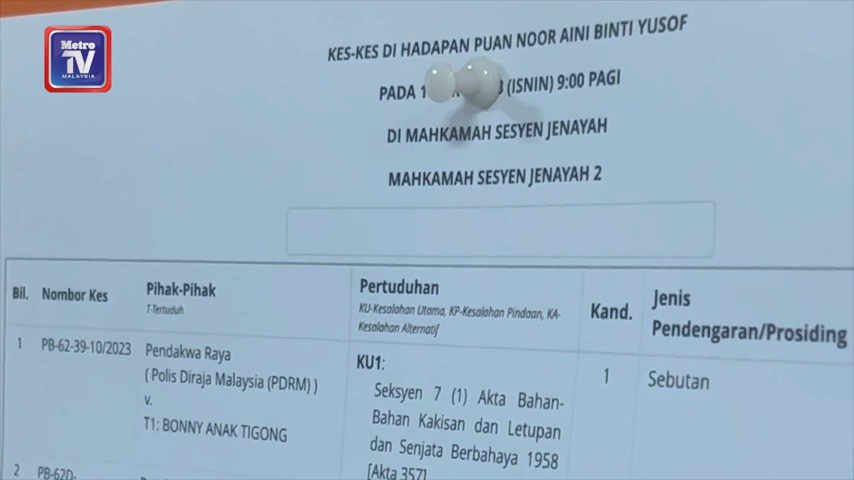 Metro
TV
MALAYSIA
KES-KES DI HADAPAN PUAN NOOR AINI BINTI YUSOF
PADA (ISNIN) 9:00 PAGI
DI MAHKAMAH SESYEN JENAYAH
MAHKAMAH SESYEN JENAYAH 2
Bil.
Nombor Kes
Pihak-Pihak
T-Tertuduh
Pertuduhan
KU-Kesalahan Utama, KP-Kesalahan Pindaan, KA-
Kesalahan Alternatif
Kand.
Jenis
Pendengaran/Prosiding
1
PB-62-39-10/2023
Pendakwa Raya
( Polis Diraja Malaysia (PDRM) )
v.
T1: BONNY ANAK TIGONG
KU1:
Seksyen 7 (1) Akta Bahan-
Bahan Kakisan dan Letupan
dan Senjata Berbahaya 1958
[Akta 357]
1
Sebutan
2
PB-62D-